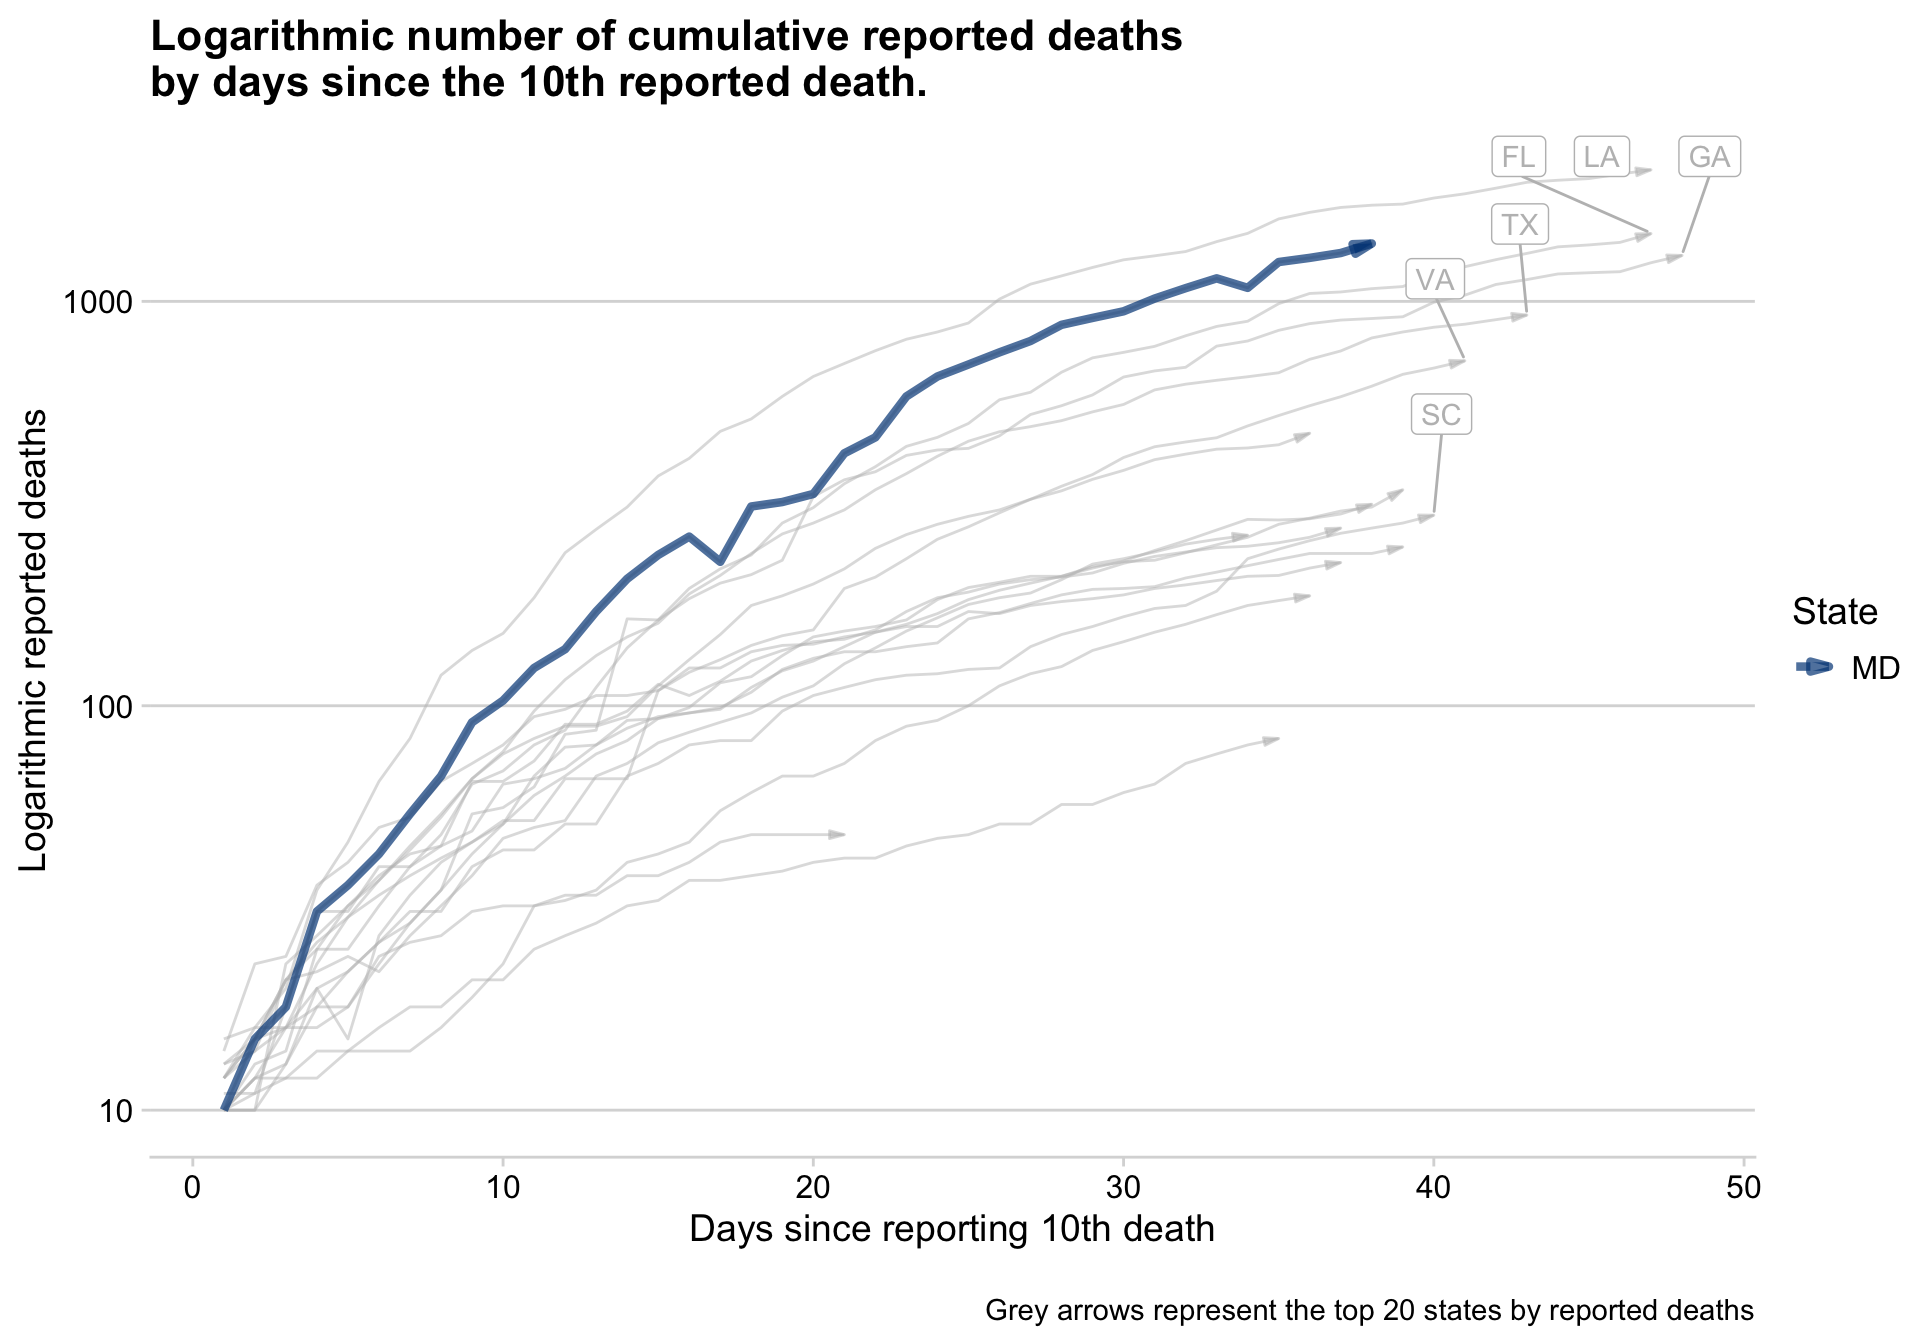 Logarithmic number of cumulative reported deaths
by days since the 10th reported death.
FL
LA
GA
TX
VA
SC
1000
100
10
Logarithmic reported deaths
0
10
20
30
40
50
Days since reporting 10th death
State
MD
Grey arrows represent the top 20 states by reported deaths